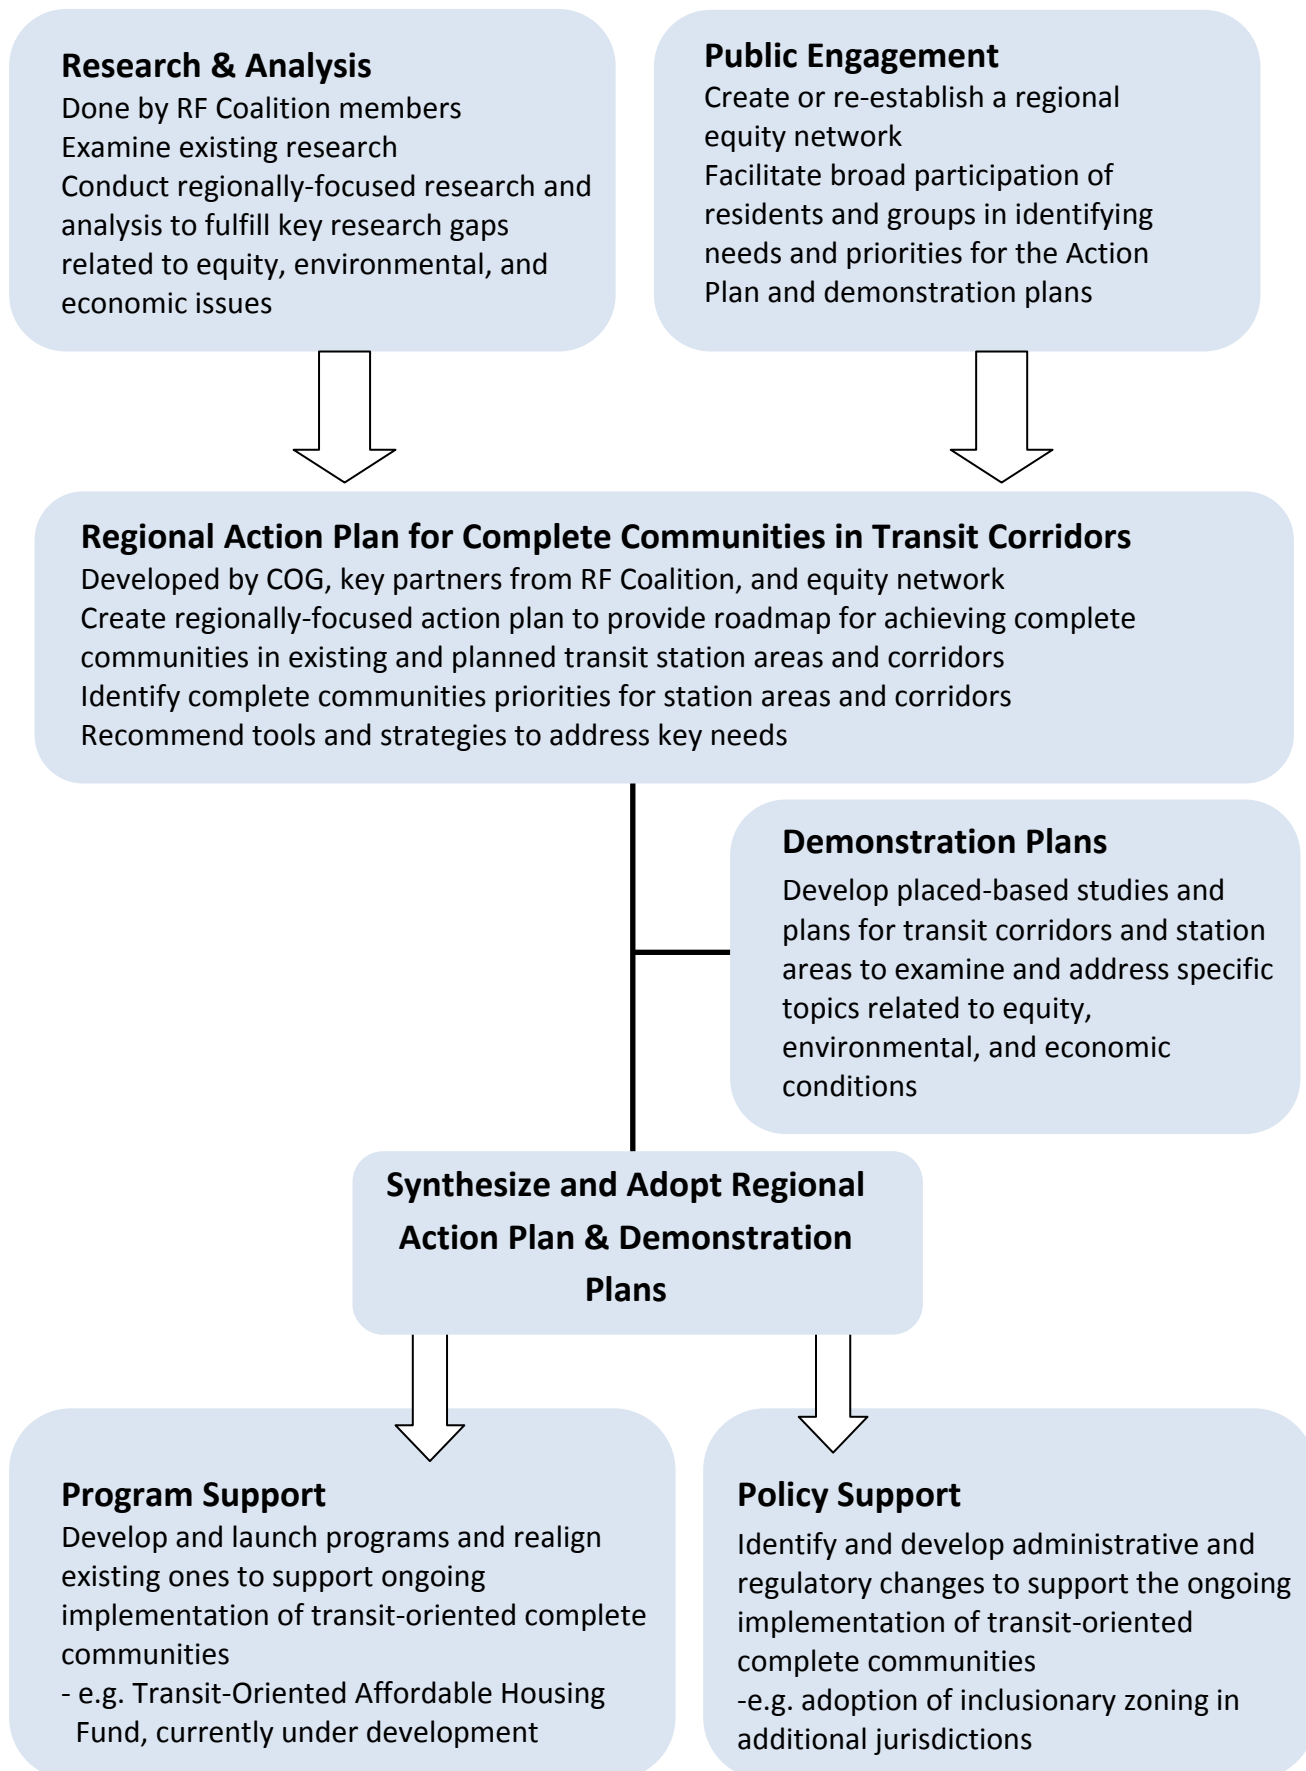 Research & Analysis
Done by RF Coalition members
Examine existing research
Conduct regionally-focused research and
analysis to fulfill key research gaps
related to equity, environmental, and
economic issues
Public Engagement
Create or re-establish a regional
equity network
Facilitate broad participation of
residents and groups in identifying
needs and priorities for the Action
Plan and demonstration plans
Regional Action Plan for Complete Communities in Transit Corridors
Developed by COG, key partners from RF Coalition, and equity network
Create regionally-focused action plan to provide roadmap for achieving complete
communities in existing and planned transit station areas and corridors
Identify complete communities priorities for station areas and corridors
Recommend tools and strategies to address key needs
Demonstration Plans
Develop placed-based studies and
plans for transit corridors and station
areas to examine and address specific
topics related to equity,
environmental, and economic
conditions
Synthesize and Adopt Regional
Action Plan & Demonstration
Plans
Program Support
Develop and launch programs and realign
existing ones to support ongoing
implementation of transit-oriented complete
communities
- e.g. Transit-Oriented Affordable Housing
Fund, currently under development
Policy Support
Identify and develop administrative and
regulatory changes to support the ongoing
implementation of transit-oriented
complete communities
-e.g. adoption of inclusionary zoning in
additional jurisdictions